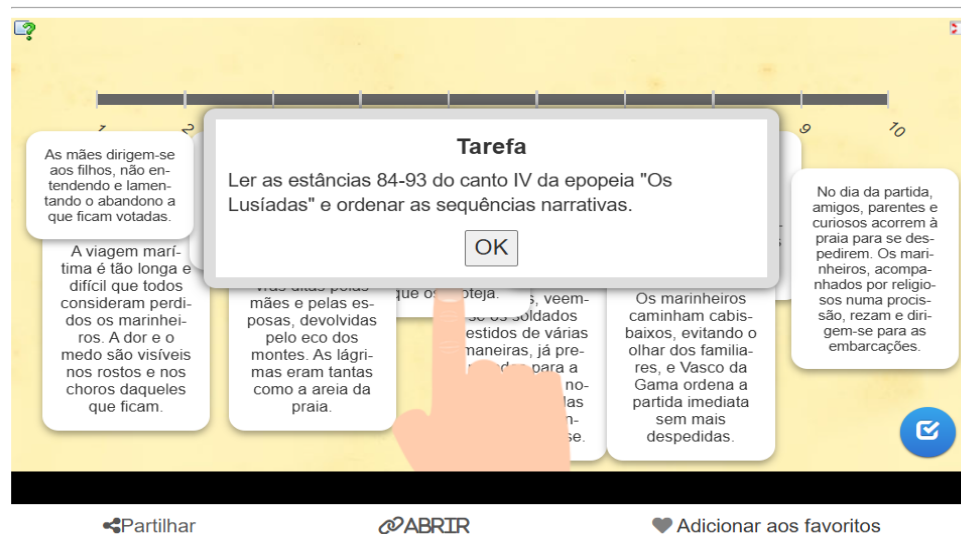 1
2
9
10
As mães dirigem-se
aos filhos, não en-
tendendo e lamen-
tando o abandono a
que ficam votadas.
A viagem marí-
tima é tão longa e
difícil que todos
consideram perdi-
dos os marinhei-
ros. A dor e o
medo são visíveis
nos rostos e nos
choros daqueles
que ficam.
Tarefa
Ler as estâncias 84-93 do canto IV da epopeia "Os
Lusíadas" e ordenar as sequências narrativas.
OK
mães e pelas es-
posas, devolvidas
pelo eco dos
montes. As lágri-
mas eram tantas
como a areia da
praia.
que os
veem-
soldados
estidos de várias
maneiras, já pre-
para a
Os marinheiros
caminham cabis-
baixos, evitando o
olhar dos familia-
res, e Vasco da
Gama ordena a
partida imediata
sem mais
despedidas.
No dia da partida,
amigos, parentes e
curiosos acorrem à
praia para se des-
pedirem. Os mari-
nheiros, acompa-
nhados por religio-
sos numa procis-
são, rezam e diri-
gem-se para as
embarcações.
Partilhar
ABRIR
Adicionar aos favoritos